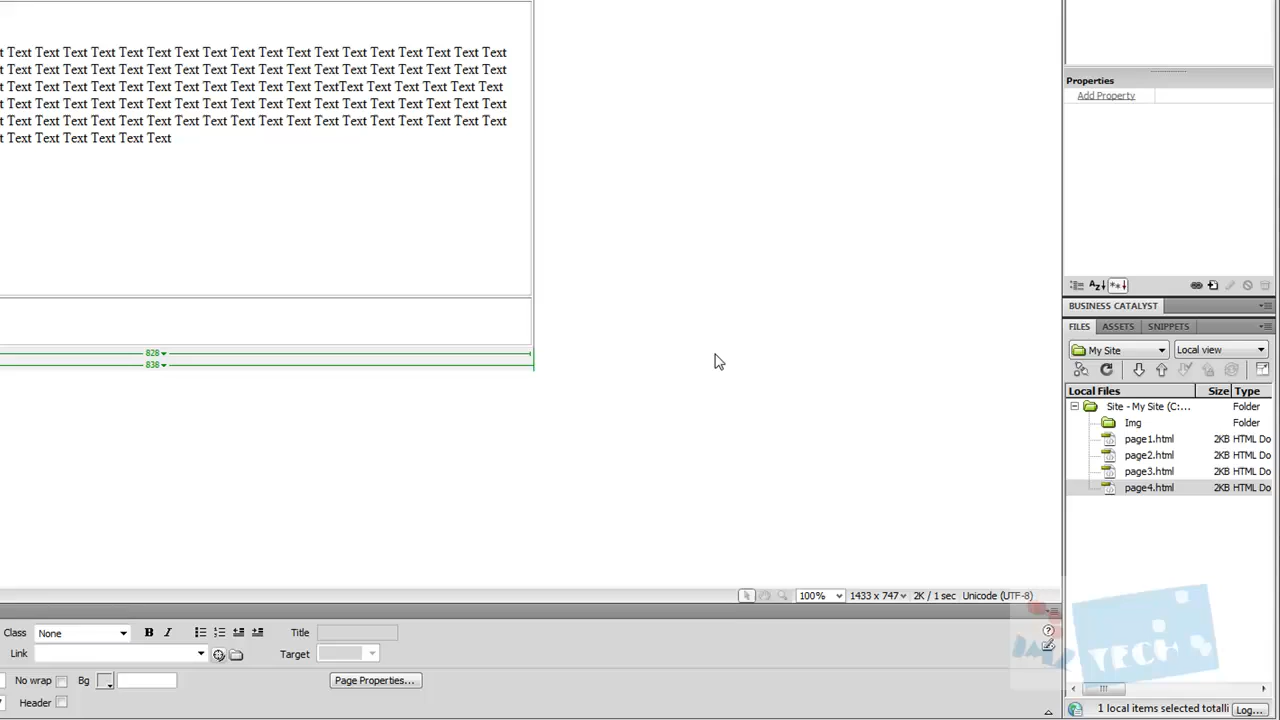 t Text Text Text Text Text Text Text Text Text Text Text Text Text Text Text Text Text Text
t Text Text Text Text Text Text Text Text Text Text Text Text Text Text Text Text Text Text
t Text Text Text Text Text Text Text Text Text Text Text TextText Text Text Text Text Text
t Text Text Text Text Text Text Text Text Text Text Text Text Text Text Text Text Text Text
t Text Text Text Text Text Text Text Text Text Text Text Text Text Text Text Text Text Text
t Text Text Text Text Text Text
828
838
Properties
Add Property
BUSINESS CATALYST
FILES ASSETS SNIPPETS
My Site Local view
Local Files Size Type
Site - My Site (C:... Folder
Img Folder
page1.html 2KB HTML Do
page2.html 2KB HTML Do
page3.html 2KB HTML Do
page4.html 2KB HTML Do
100% 1433 x 747 2K / 1 sec Unicode (UTF-8)
Class None B I Title
Link Target
No wrap Bg Page Properties...
Header
TECH
1 local items selected totalli Log...